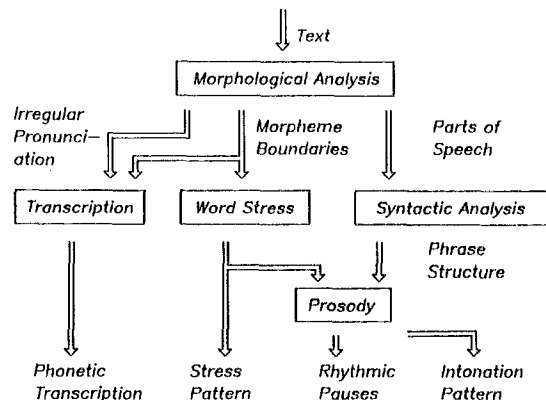 Text
Morphological Analysis
Irregular
Pronunci-
ation
Morpheme
Boundaries
Parts of
Speech
Transcription
Word Stress
Syntactic Analysis
Phrase
Structure
Prosody
Phonetic
Transcription
Stress
Pattern
Rhythmic
Pauses
Intonation
Pattern